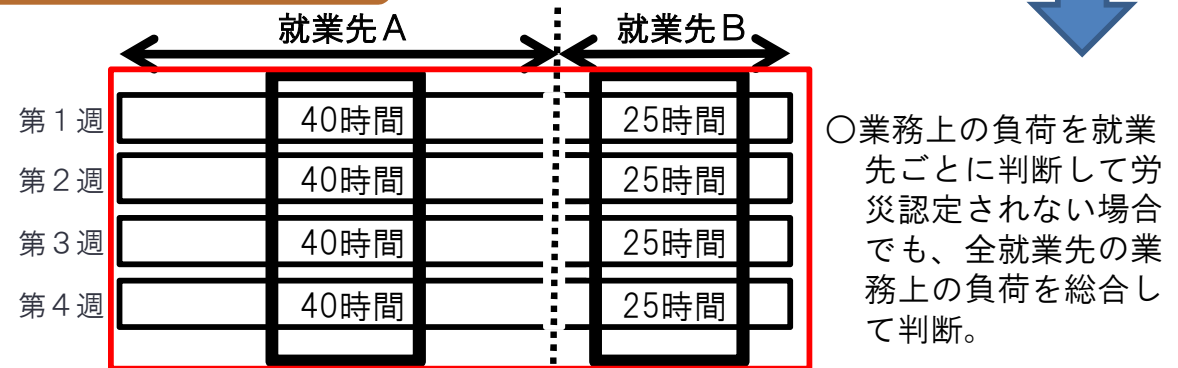 就業先A 就業先B
第1週 40時間 25時間
第2週 40時間 25時間
第3週 40時間 25時間
第4週 40時間 25時間
○業務上の負荷を就業
先ごとに判断して労
災認定されない場合
でも、全就業先の業
務上の負荷を総合し
て判断。